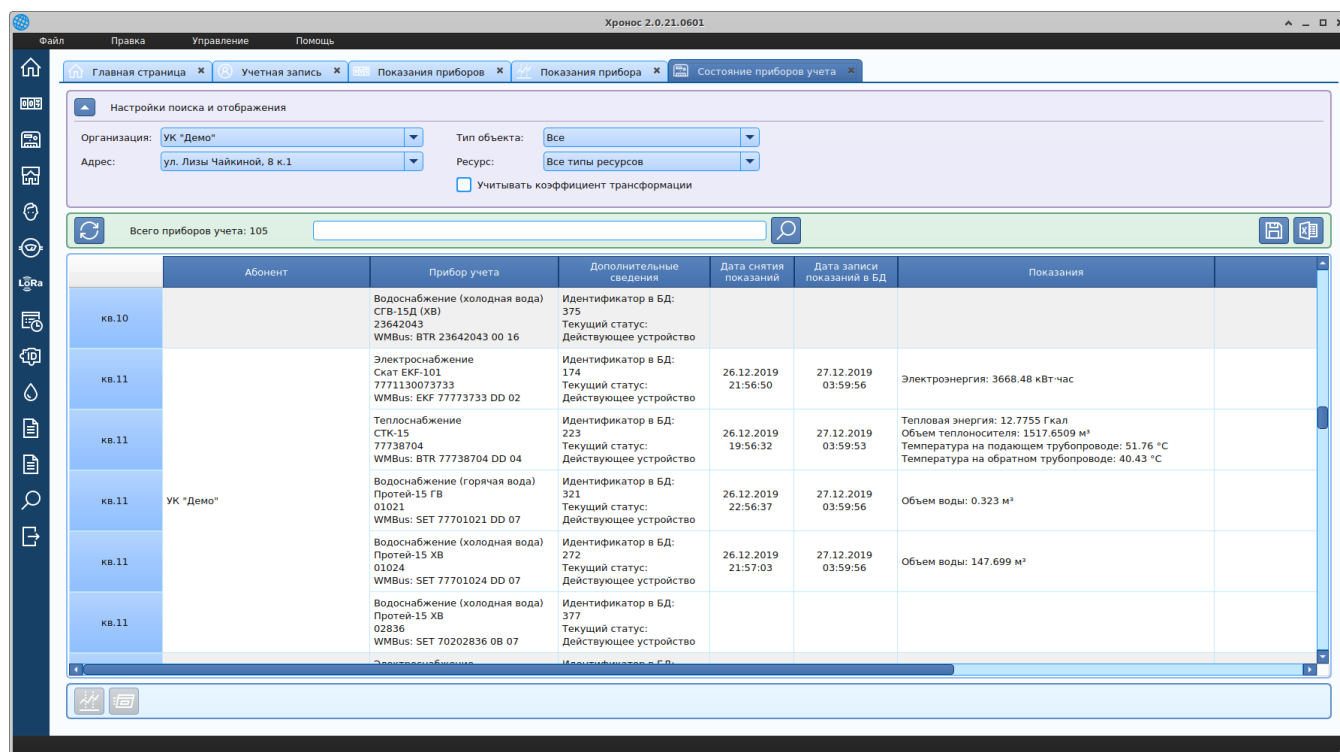 Хронос 2.0.21.0601
Файл Правка Управление Помощь
Главная страница Учетная запись Показания приборов Показания прибора Состояние приборов учета
Настройки поиска и отображения
Организация: УК "Демо" Тип объекта: Все
Адрес: ул. Лизы Чайкиной, 8 к.1 Ресурс: Все типы ресурсов
Учитывать коэффициент трансформации
LoRa
ID
Всего приборов учета: 105
Абонент Прибор учета Дополнительные сведения Дата снятия показаний Дата записи показаний в БД Показания
кв.10
Водоснабжение (холодная вода)
СГВ-15Д (ХВ)
23642043
WMBus: BTR 23642043 00 16
Идентификатор в БД:
375
Текущий статус:
Действующее устройство
УК "Демо"
кв.11
Электроснабжение
Скат EKF-101
7771130073733
WMBus: EKF 77773733 DD 02
Идентификатор в БД:
174
Текущий статус:
Действующее устройство
26.12.2019
21:56:50
27.12.2019
03:59:56
Электроэнергия: 3668.48 кВт·час
кв.11
Теплоснабжение
СТК-15
77738704
WMBus: BTR 77738704 DD 04
Идентификатор в БД:
223
Текущий статус:
Действующее устройство
26.12.2019
19:56:32
27.12.2019
03:59:53
Тепловая энергия: 12.7755 Гкал
Объем теплоносителя: 1517.6509 м³
Температура на подающем трубопроводе: 51.76 °C
Температура на обратном трубопроводе: 40.43 °C
кв.11
Водоснабжение (горячая вода)
Протей-15 ГВ
01021
WMBus: SET 77701021 DD 07
Идентификатор в БД:
321
Текущий статус:
Действующее устройство
26.12.2019
22:56:37
27.12.2019
03:59:56
Объем воды: 0.323 м³
кв.11
Водоснабжение (холодная вода)
Протей-15 ХВ
01024
WMBus: SET 77701024 DD 07
Идентификатор в БД:
272
Текущий статус:
Действующее устройство
26.12.2019
21:57:03
27.12.2019
03:59:56
Объем воды: 147.699 м³
кв.11
Водоснабжение (холодная вода)
Протей-15 ХВ
02836
WMBus: SET 70202836 0B 07
Идентификатор в БД:
377
Текущий статус:
Действующее устройство
Электроснабжение Идентификатор в БД: